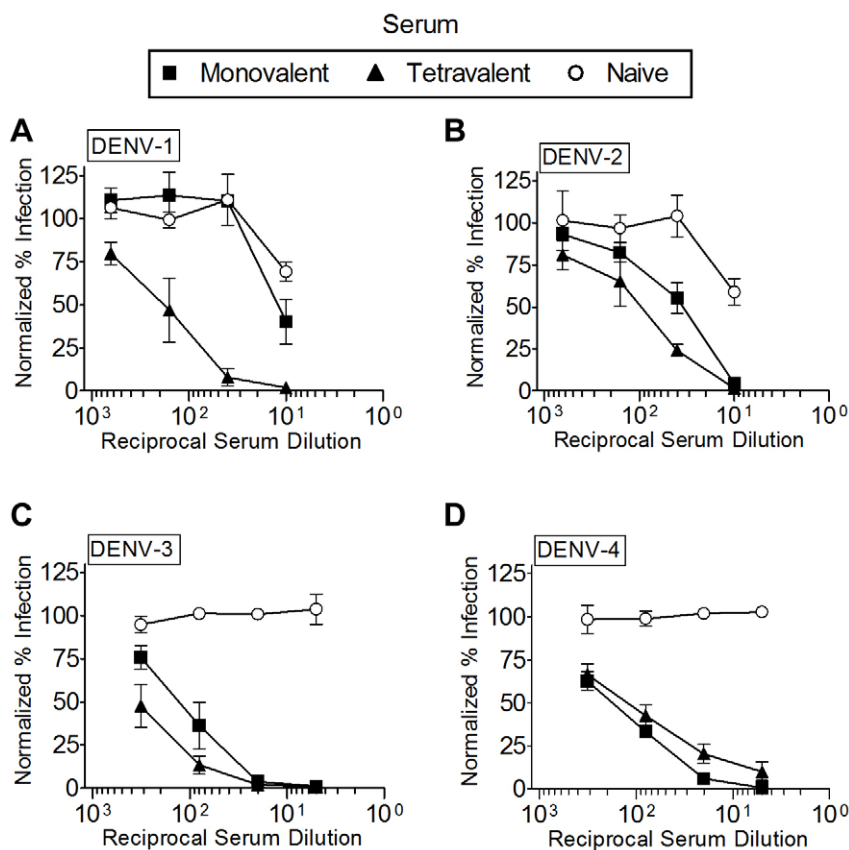 Serum
Monovalent Tetravalent Naive
A
DENV-1
Normalized % Infection
125
100
75
50
25
0
10³ 10² 10¹ 10⁰
Reciprocal Serum Dilution
B
DENV-2
Normalized % Infection
125
100
75
50
25
0
10³ 10² 10¹ 10⁰
Reciprocal Serum Dilution
C
DENV-3
Normalized % Infection
125
100
75
50
25
0
10³ 10² 10¹ 10⁰
Reciprocal Serum Dilution
D
DENV-4
Normalized % Infection
125
100
75
50
25
0
10³ 10² 10¹ 10⁰
Reciprocal Serum Dilution